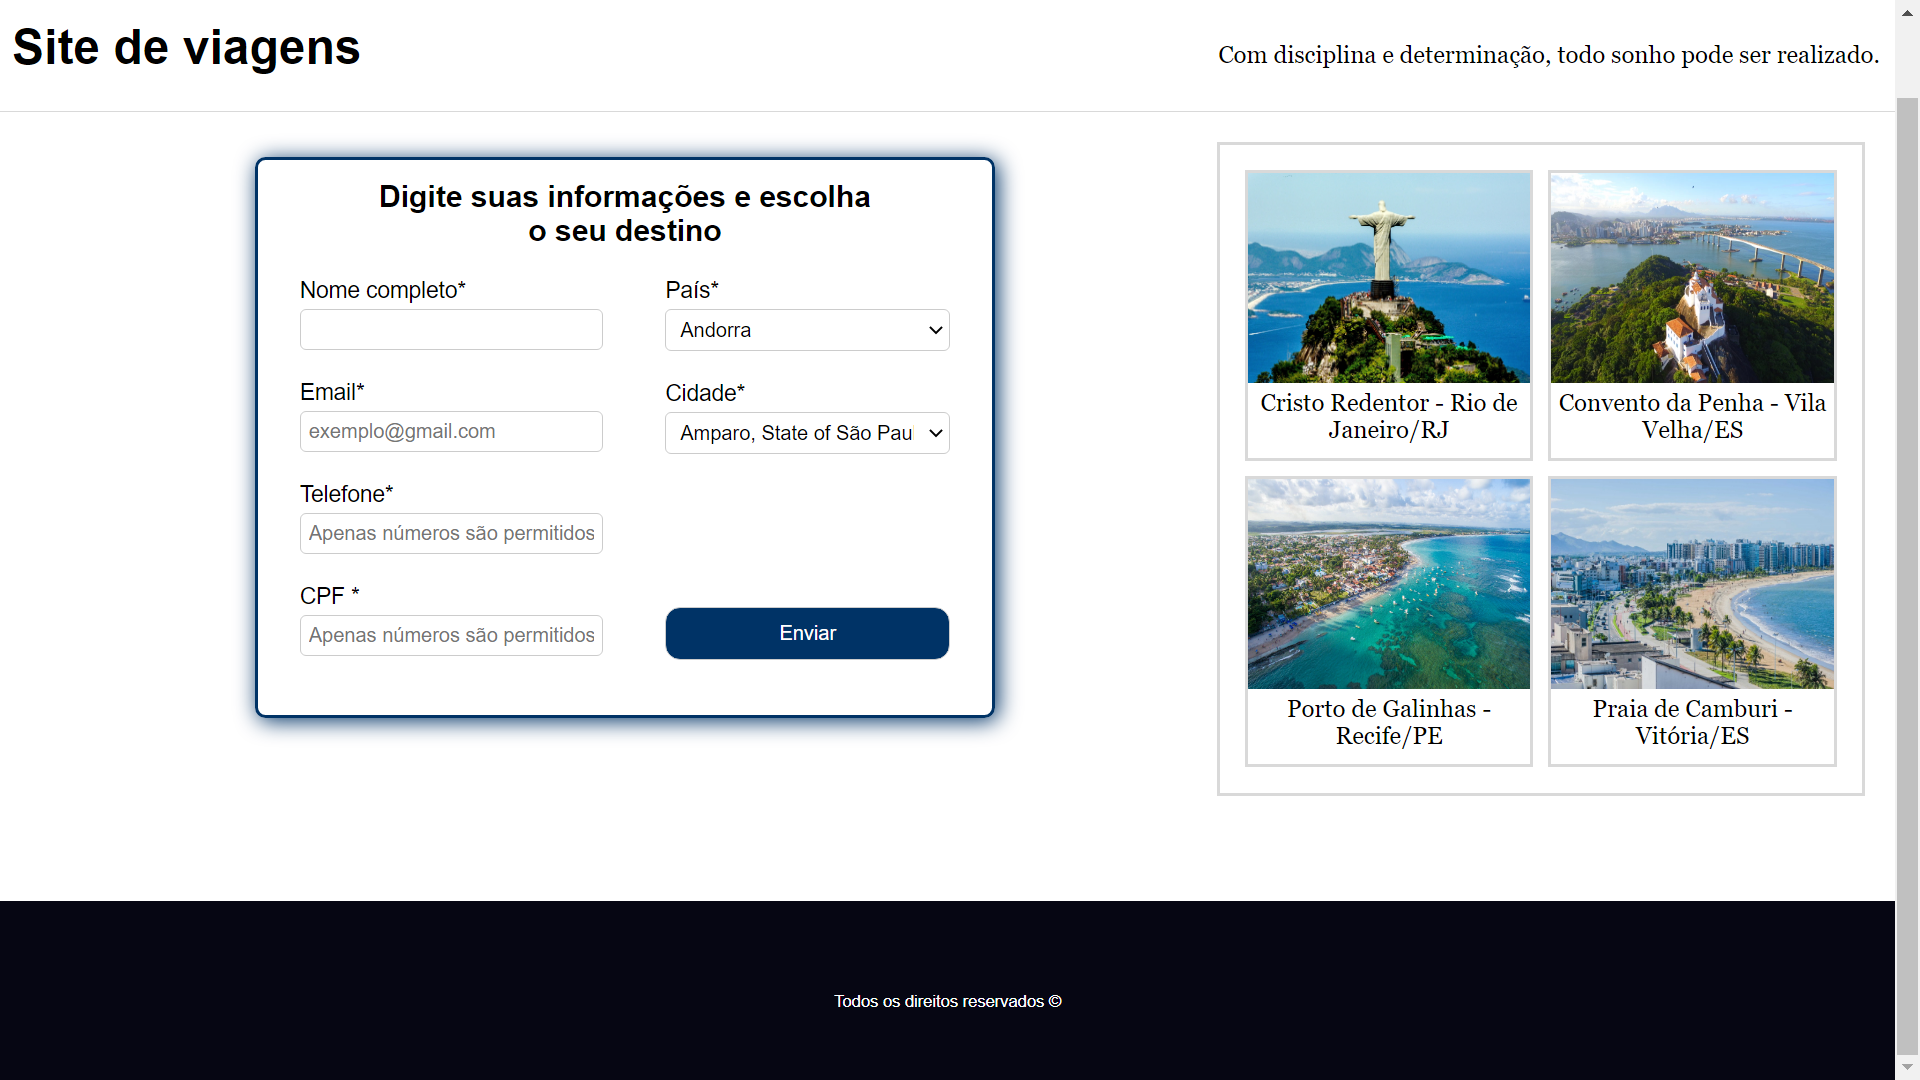 Site de viagens
Com disciplina e determinação, todo sonho pode ser realizado.
Digite suas informações e escolha
o seu destino
Nome completo*
Email*
exemplo@gmail.com
Telefone*
Apenas números são permitidos
CPF *
Apenas números são permitidos
País*
Andorra
Cidade*
Amparo, State of São Pau
Enviar
Cristo Redentor - Rio de
Janeiro/RJ
Convento da Penha - Vila
Velha/ES
Porto de Galinhas -
Recife/PE
Praia de Camburi -
Vitória/ES
Todos os direitos reservados ©